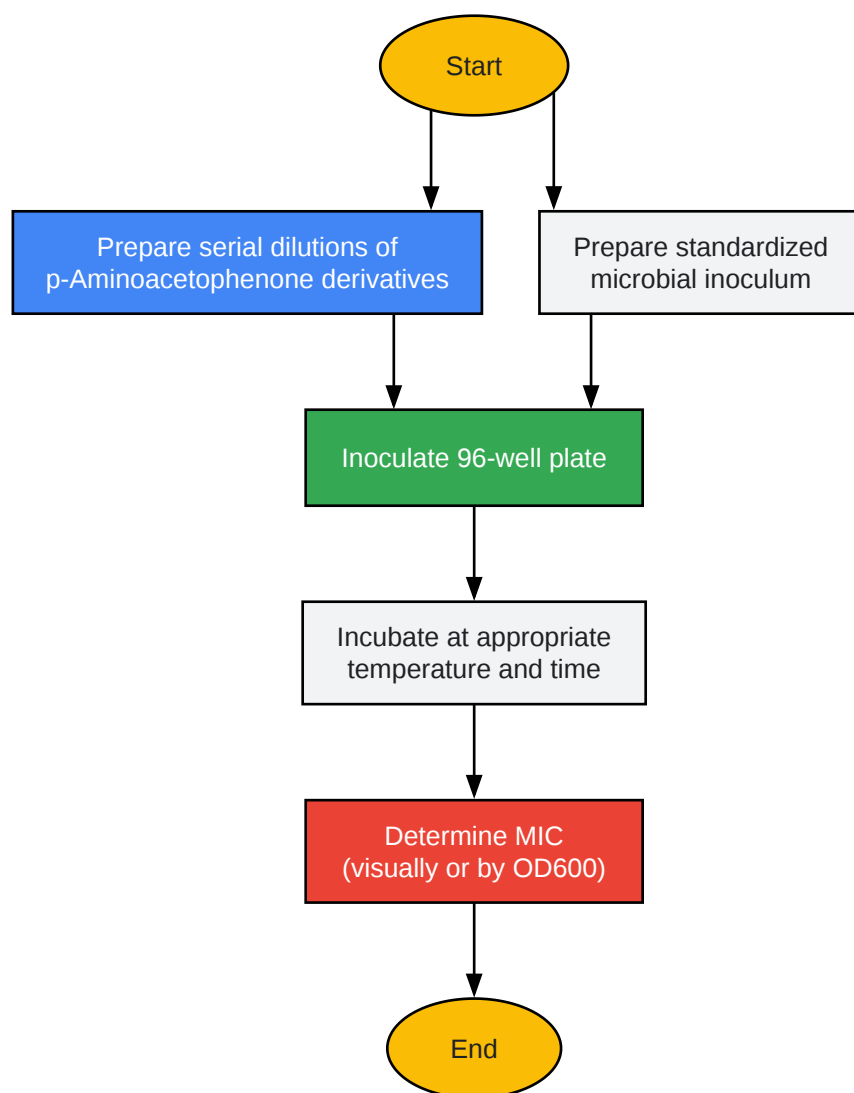 Start
Prepare serial dilutions of
p-Aminoacetophenone derivatives
Prepare standardized
microbial inoculum
Inoculate 96-well plate
Incubate at appropriate
temperature and time
Determine MIC
(visually or by OD600)
End